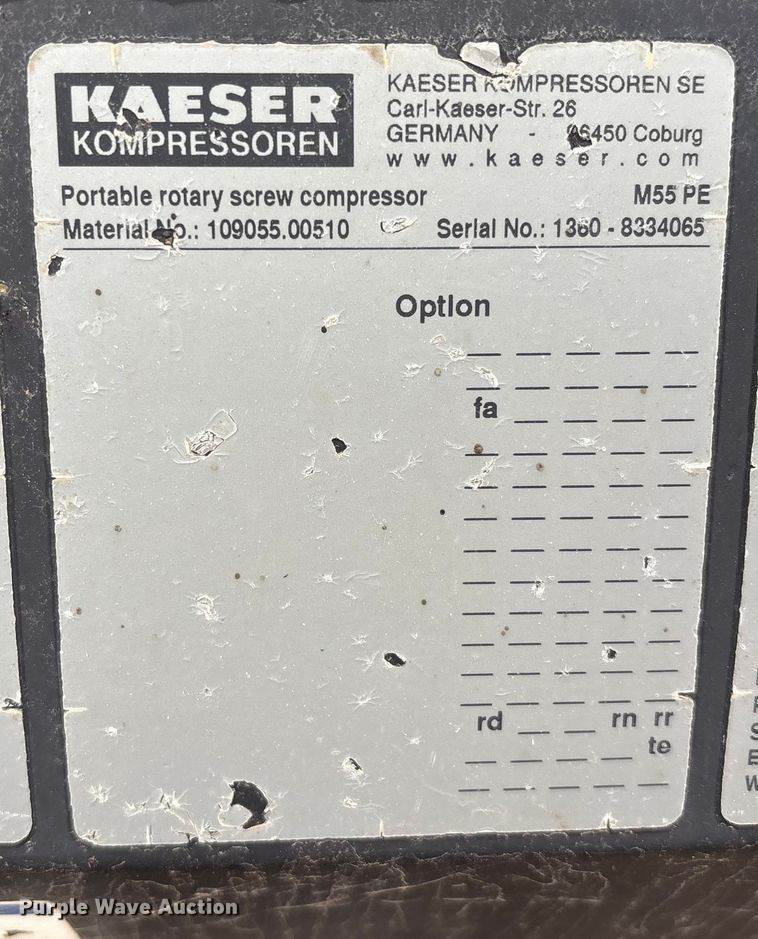 KAESER
KOMPRESSOREN
KAESER KOMPRESSOREN SE
Carl-Kaeser-Str. 26
GERMANY - 96450 Coburg
www.kaeser.com
Portable rotary screw compressor M55 PE
Material No.: 109055.00510 Serial No.: 1360 - 8334065
Option
fa
rd rn rr
te
Purple Wave Auction